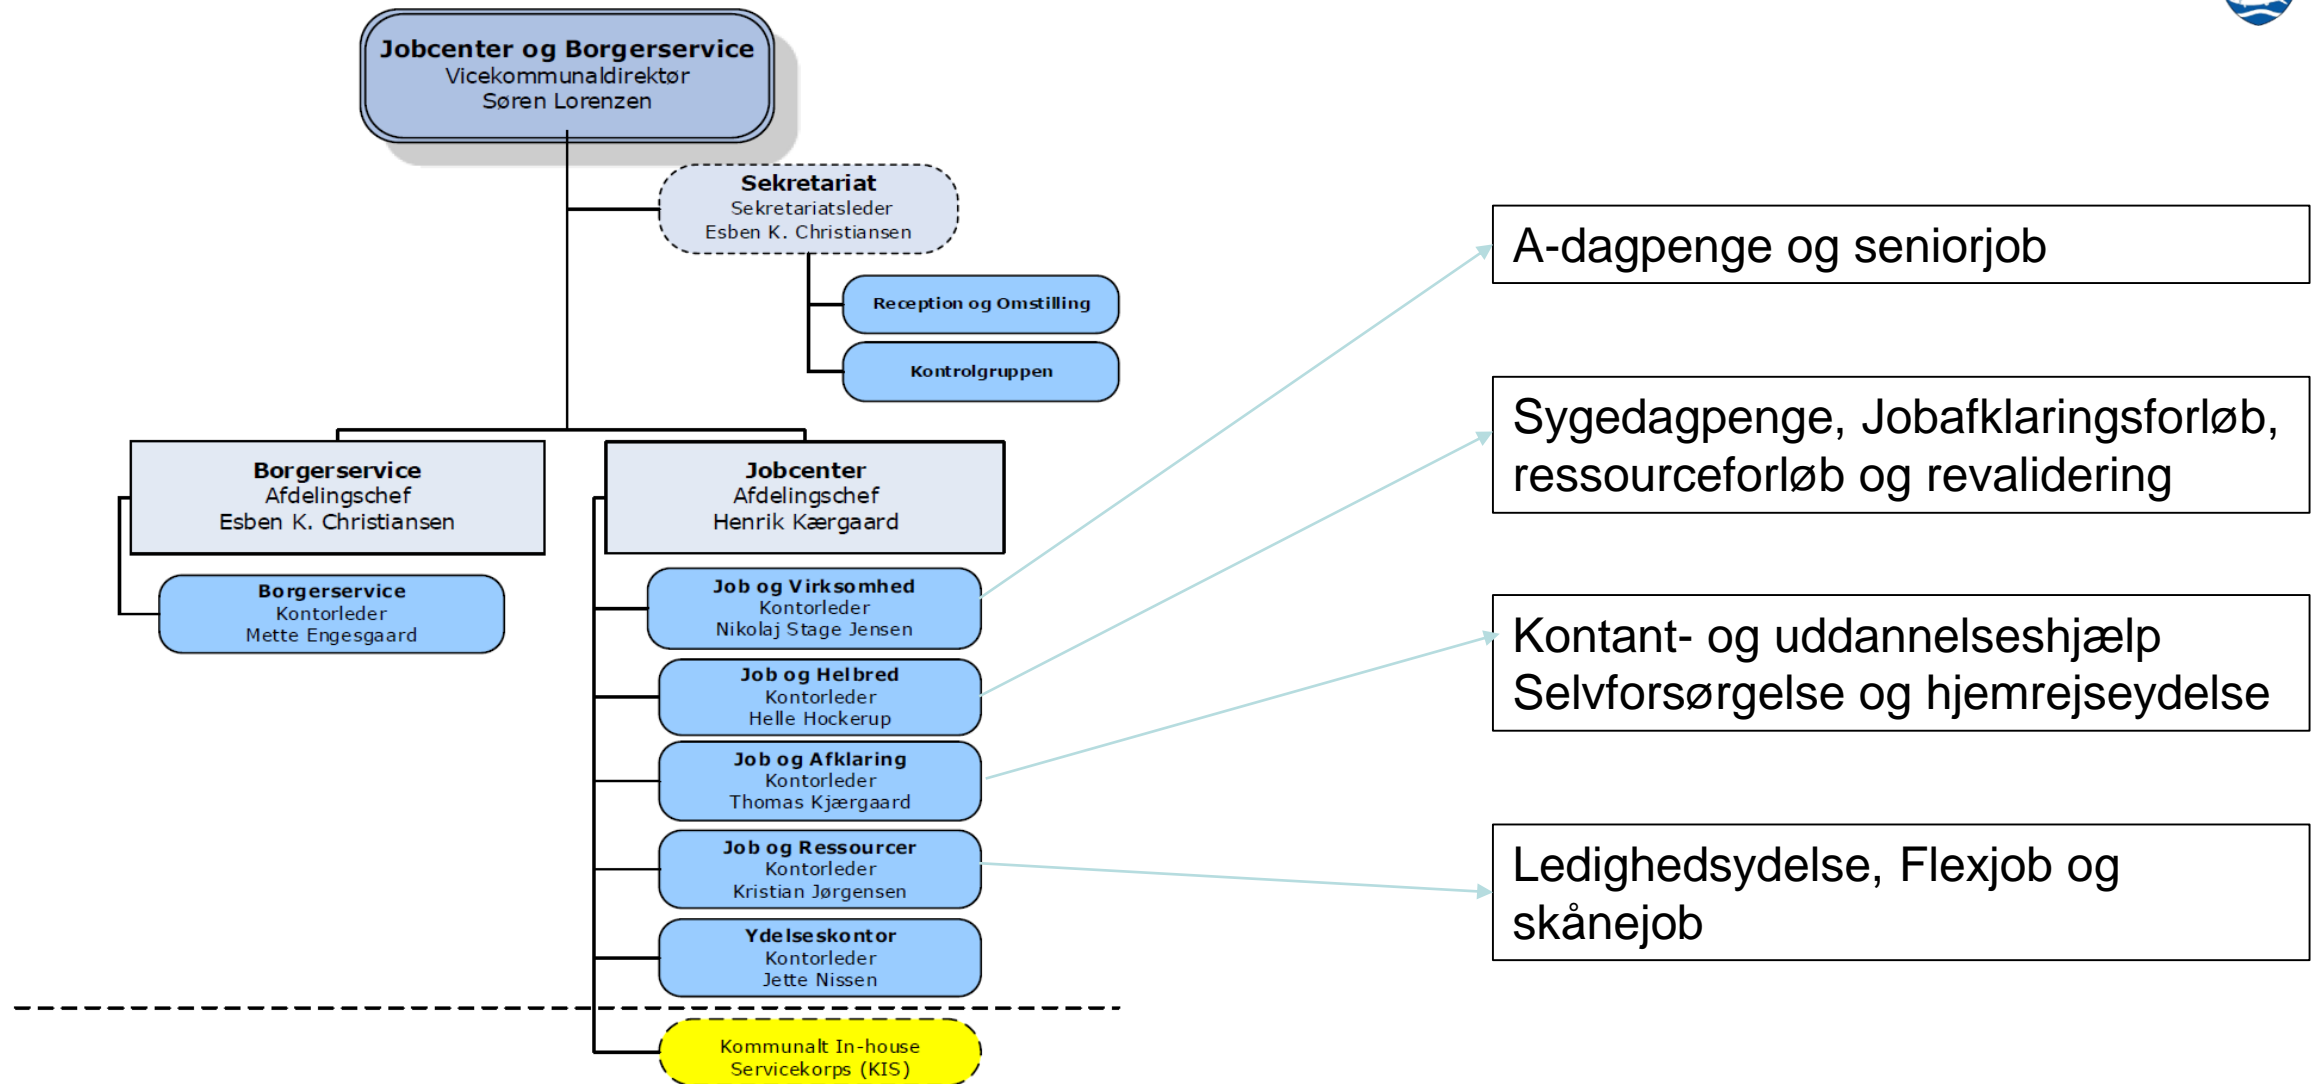 Jobcenter og Borgerservice
Vicekommunaldirektør
Søren Lorenzen
Sekretariat
Sekretariatsleder
Esben K. Christiansen
Reception og Omstilling
Kontrolgruppen
Borgerservice
Afdelingschef
Esben K. Christiansen
Borgerservice
Kontorleder
Mette Engesgaard
Jobcenter
Afdelingschef
Henrik Kærgaard
Job og Virksomhed
Kontorleder
Nikolaj Stage Jensen
Job og Helbred
Kontorleder
Helle Hockerup
Job og Afklaring
Kontorleder
Thomas Kjærgaard
Job og Ressourcer
Kontorleder
Kristian Jørgensen
Ydelseskontor
Kontorleder
Jette Nissen
Kommunalt In-house
Servicekorps (KIS)
A-dagpenge og seniorjob
Sygedagpenge, Jobafklaringsforløb,
ressourceforløb og revalidering
Kontant- og uddannelseshjælp
Selvforsørgelse og hjemrejseydelse
Ledighedsydelse, Flexjob og
skånejob